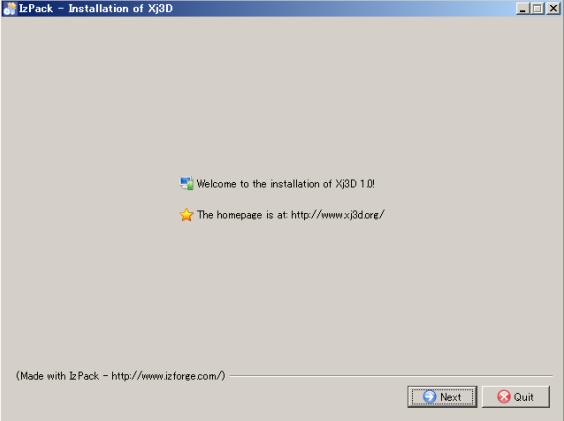 IzPack - Installation of Xj3D
Welcome to the installation of Xj3D 1.0!
The homepage is at: http://www.xj3d.org/
(Made with IzPack - http://www.izforge.com/)
Next
Quit